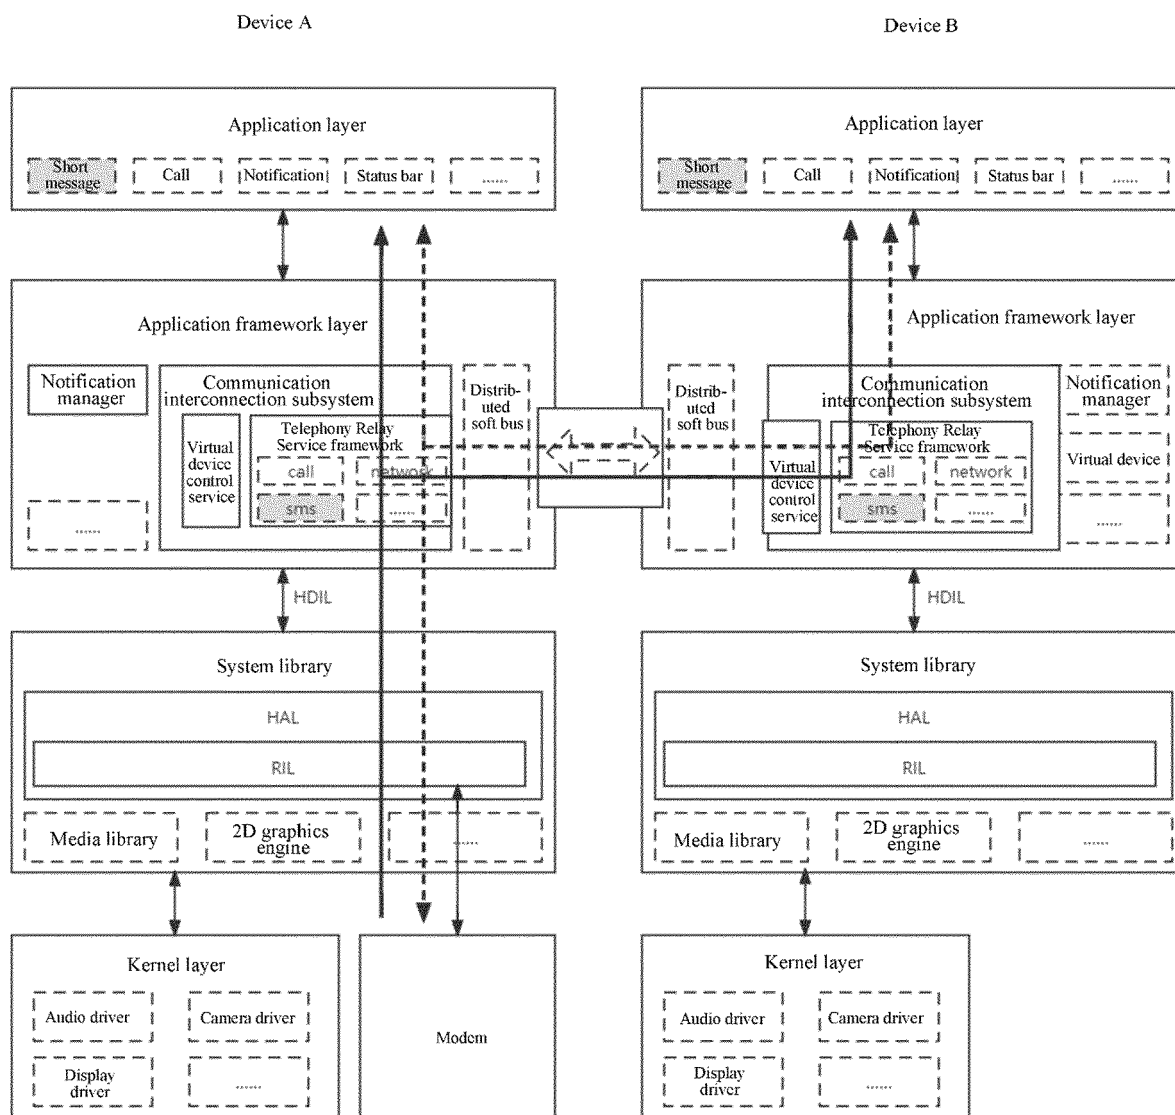 Device A
Device B
Application layer
Short
message
Call
Notification
Status bar
......
Application layer
Short
message
Call
Notification
Status bar
......
Application framework layer
Notification
manager
......
Communication
interconnection subsystem
Virtual
device
control
service
Telephony Relay
Service framework
call
network
sms
......
Distrib-
uted
soft bus
Application framework layer
Distrib-
uted
soft bus
Communication
interconnection subsystem
Virtual
device
control
service
Telephony Relay
Service framework
call
network
sms
......
Notification
manager
Virtual device
......
HDIL
HDIL
System library
HAL
RIL
Media library
2D graphics
engine
......
System library
HAL
RIL
Media library
2D graphics
engine
......
Kernel layer
Audio driver
Camera driver
Display
driver
......
Modem
Kernel layer
Audio driver
Camera driver
Display
driver
......